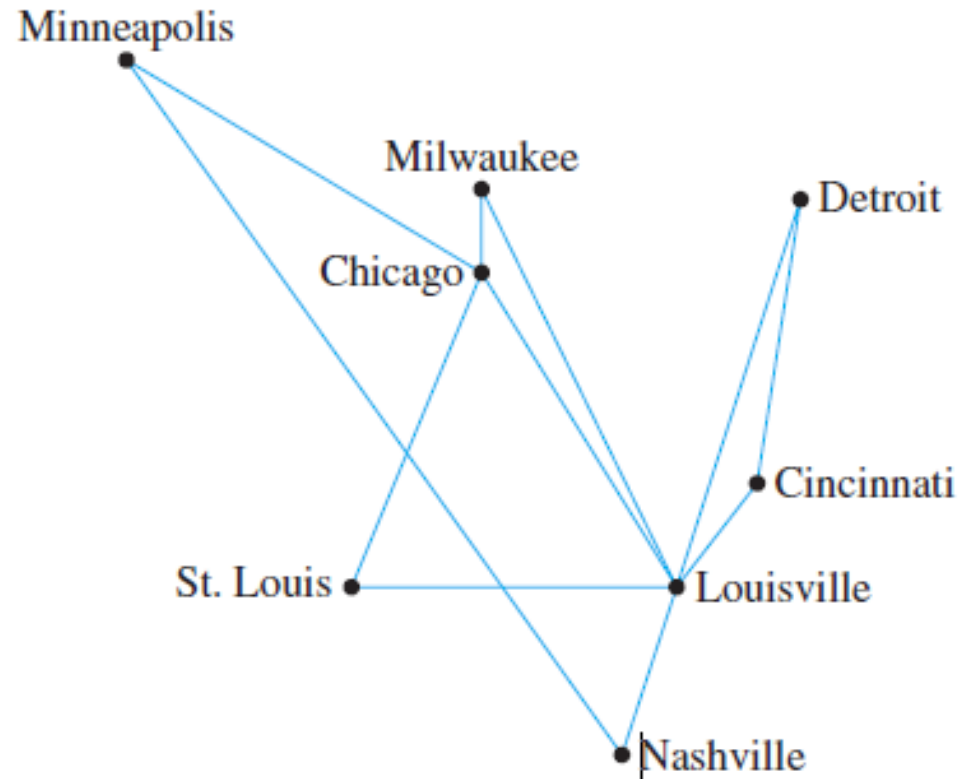 Minneapolis
Milwaukee
Detroit
Chicago
Cincinnati
St. Louis
Louisville
Nashville